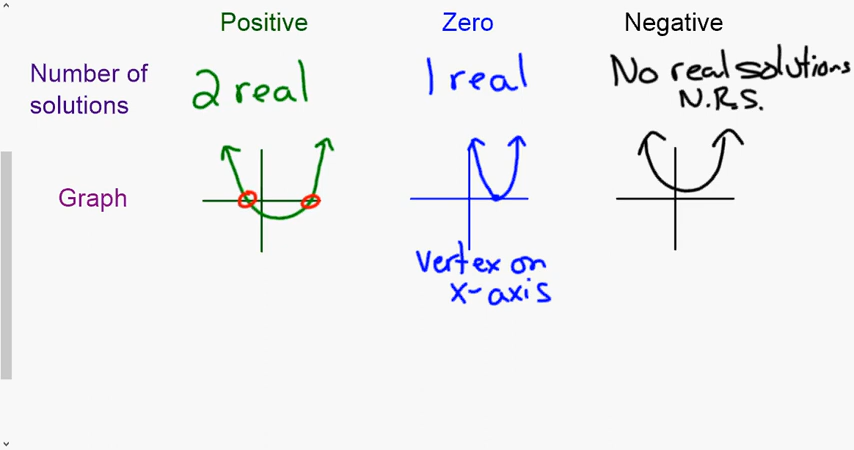 Positive
Zero
Negative
Number of
solutions
2 real
1 real
No real solutions
N.R.S.
Graph
Vertex on
x-axis